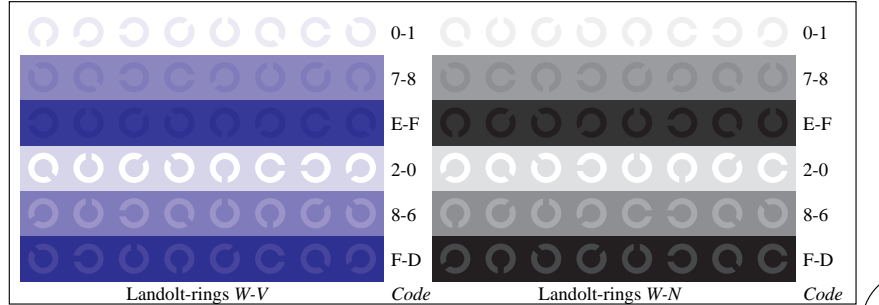 0-1 0-1
7-8 7-8
E-F E-F
2-0 2-0
8-6 8-6
F-D F-D
Landolt-rings W-V Code Landolt-rings W-N Code